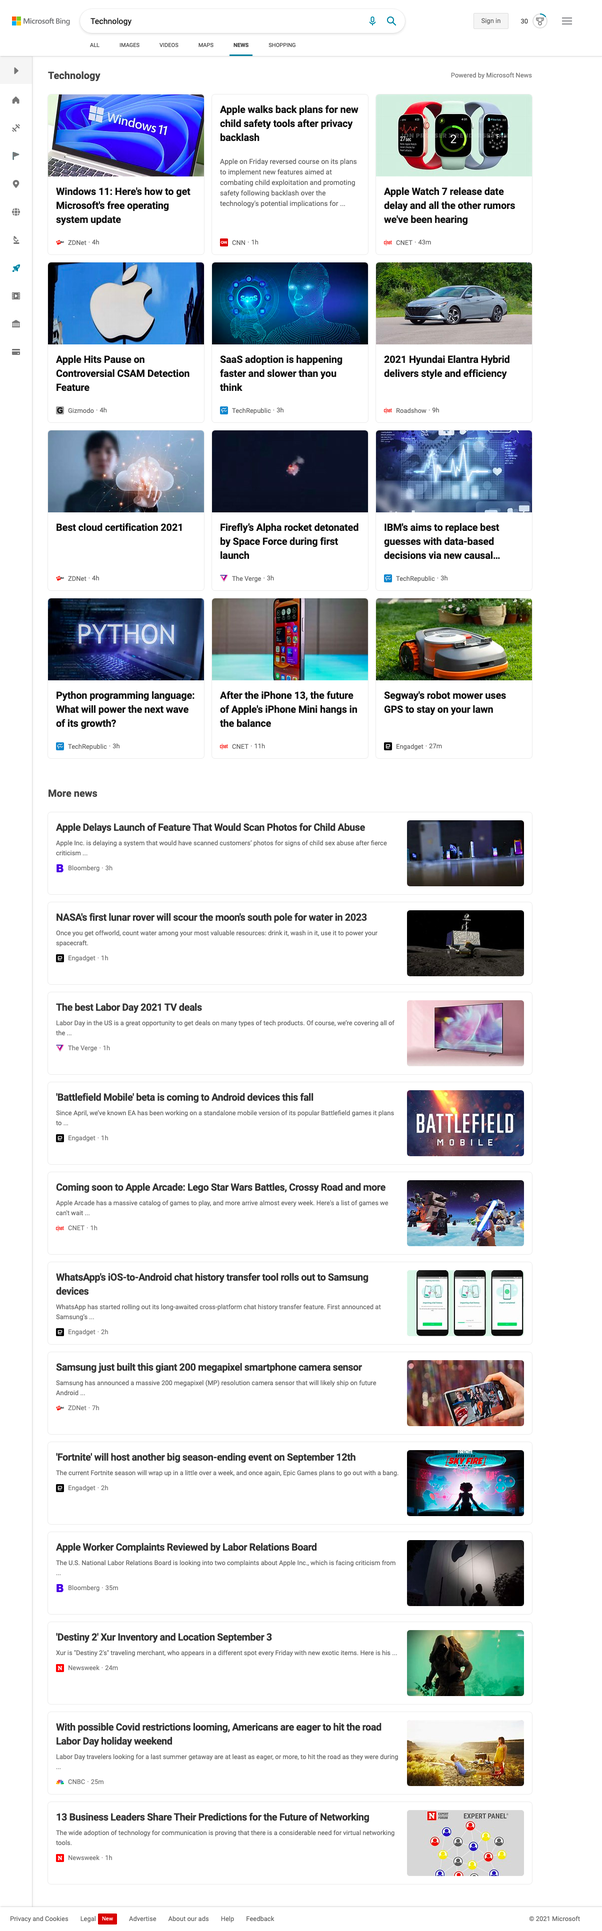 Microsoft Bing
Technology
Sign in
30
ALL
IMAGES
VIDEOS
MAPS
NEWS
SHOPPING
Technology
Powered by Microsoft News
Windows 11
Windows 11: Here's how to get
Microsoft's free operating
system update
ZDNet · 4h
Apple walks back plans for new
child safety tools after privacy
backlash
Apple on Friday reversed course on its plans
to implement new features aimed at
combating child exploitation and promoting
safety following backlash over the
technology's potential implications for ...
CNN · 1h
Apple Watch 7 release date
delay and all the other rumors
we've been hearing
CNET · 43m
Apple Hits Pause on
Controversial CSAM Detection
Feature
Gizmodo · 4h
SaaS adoption is happening
faster and slower than you
think
TechRepublic · 3h
2021 Hyundai Elantra Hybrid
delivers style and efficiency
Roadshow · 9h
Best cloud certification 2021
ZDNet · 4h
Firefly's Alpha rocket detonated
by Space Force during first
launch
The Verge · 3h
IBM's aims to replace best
guesses with data-based
decisions via new causal...
TechRepublic · 3h
PYTHON
Python programming language:
What will power the next wave
of its growth?
TechRepublic · 3h
After the iPhone 13, the future
of Apple's iPhone Mini hangs in
the balance
CNET · 11h
Segway's robot mower uses
GPS to stay on your lawn
Engadget · 27m
More news
Apple Delays Launch of Feature That Would Scan Photos for Child Abuse
Apple Inc. is delaying a system that would have scanned customers' photos for signs of child sex abuse after fierce
criticism ...
Bloomberg · 3h
NASA's first lunar rover will scour the moon's south pole for water in 2023
Once you get offworld, count water among your most valuable resources: drink it, wash in it, use it to power your
spacecraft.
Engadget · 1h
The best Labor Day 2021 TV deals
Labor Day in the US is a great opportunity to get deals on many types of tech products. Of course, we're covering all of
the ...
The Verge · 1h
'Battlefield Mobile' beta is coming to Android devices this fall
Since April, we've known EA has been working on a standalone mobile version of its popular Battlefield games it plans
to ...
Engadget · 1h
BATTLEFIELD
MOBILE
Coming soon to Apple Arcade: Lego Star Wars Battles, Crossy Road and more
Apple Arcade has a massive catalog of games to play, and more arrive almost every week. Here's a list of games we
can't wait ...
CNET · 1h
WhatsApp's iOS-to-Android chat history transfer tool rolls out to Samsung
devices
WhatsApp has started rolling out its long-awaited cross-platform chat history transfer feature. First announced at
Samsung's ...
Engadget · 2h
Samsung just built this giant 200 megapixel smartphone camera sensor
Samsung has announced a massive 200 megapixel (MP) resolution camera sensor that will likely ship on future
Android ...
ZDNet · 7h
'Fortnite' will host another big season-ending event on September 12th
The current Fortnite season will wrap up in a little over a week, and once again, Epic Games plans to go out with a bang.
Engadget · 2h
SKY FIRE
Apple Worker Complaints Reviewed by Labor Relations Board
The U.S. National Labor Relations Board is looking into two complaints about Apple Inc., which is facing criticism from
...
Bloomberg · 35m
'Destiny 2' Xur Inventory and Location September 3
Xur is "Destiny 2's" traveling merchant, who appears in a different spot every Friday with new exotic items. Here is his ...
Newsweek · 24m
With possible Covid restrictions looming, Americans are eager to hit the road
Labor Day holiday weekend
Labor Day travelers looking for a last summer getaway are at least as eager, or more, to hit the road as they were during
...
CNBC · 25m
13 Business Leaders Share Their Predictions for the Future of Networking
The wide adoption of technology for communication is proving that there is a considerable need for virtual networking
tools.
Newsweek · 1h
EXPERT PANEL
Privacy and Cookies
Legal
New
Advertise
About our ads
Help
Feedback
© 2021 Microsoft